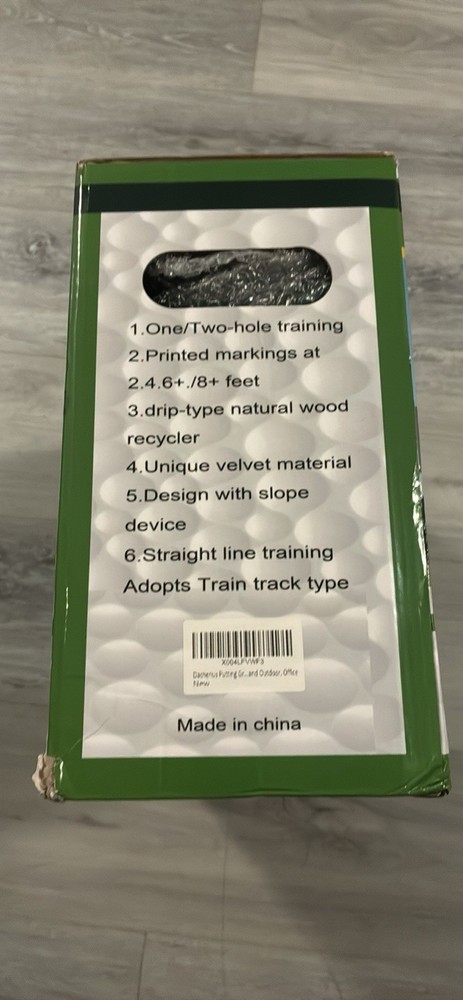 1.One/Two-hole training
2.Printed markings at
2.4.6+./8+ feet
3.drip-type natural wood
recycler
4.Unique velvet material
5.Design with slope
device
6.Straight line training
Adopts Train track type
X004LFVWF3
Dachenus Putting Gr...and Outdoor, Office
New
Made in china